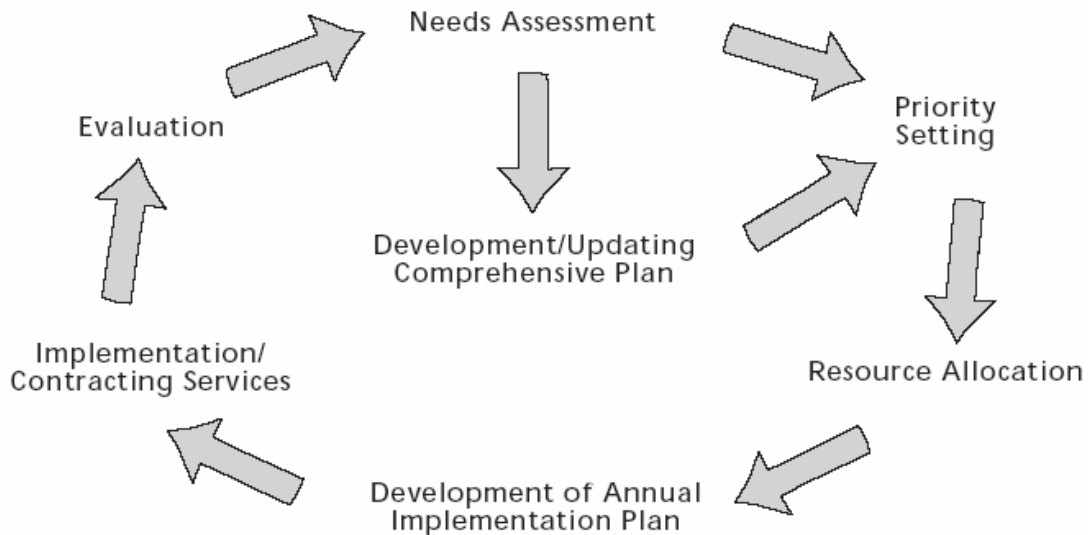 Needs Assessment
Priority
Setting
Evaluation
Development/Updating
Comprehensive Plan
Implementation/
Contracting Services
Resource Allocation
Development of Annual
Implementation Plan